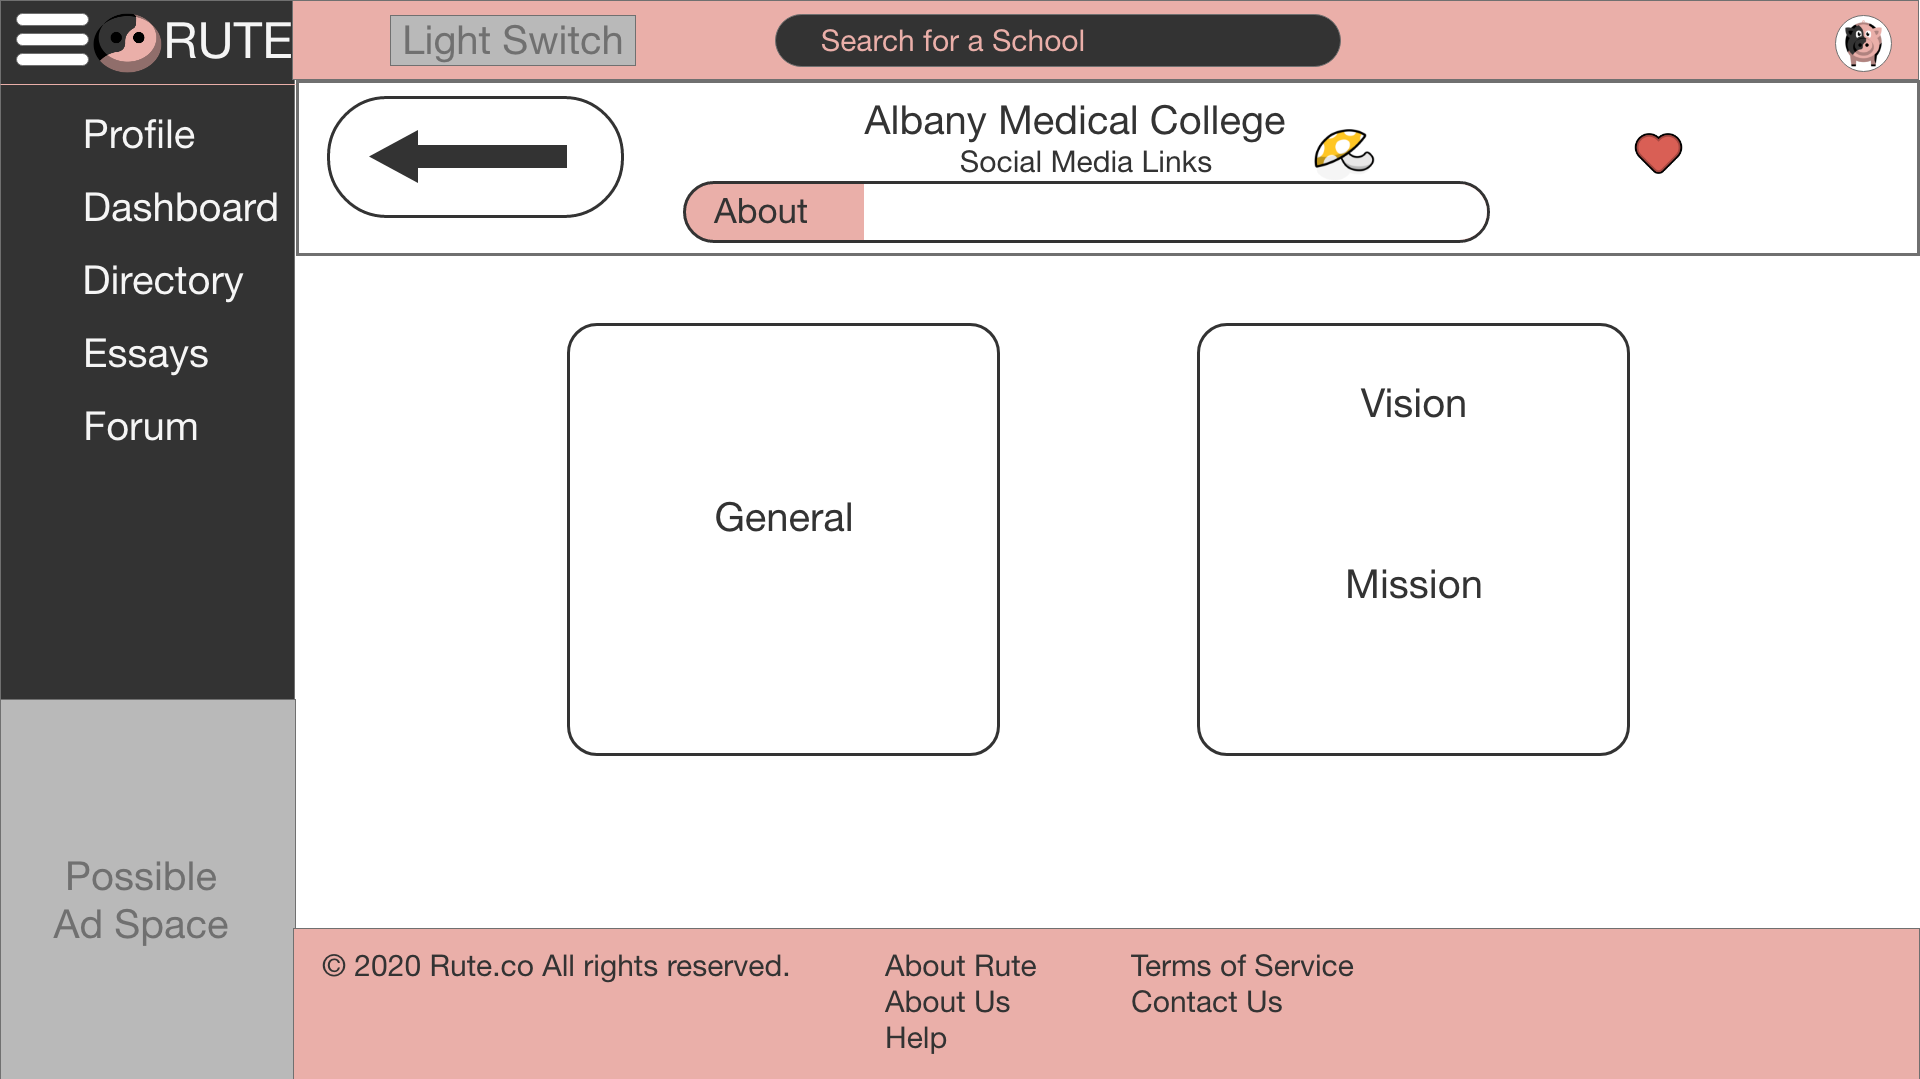 RUTE
Light Switch
Search for a School
Profile
Dashboard
Directory
Essays
Forum
Possible
Ad Space
Albany Medical College
Social Media Links
About
General
Vision
Mission
© 2020 Rute.co All rights reserved.
About Rute
About Us
Help
Terms of Service
Contact Us